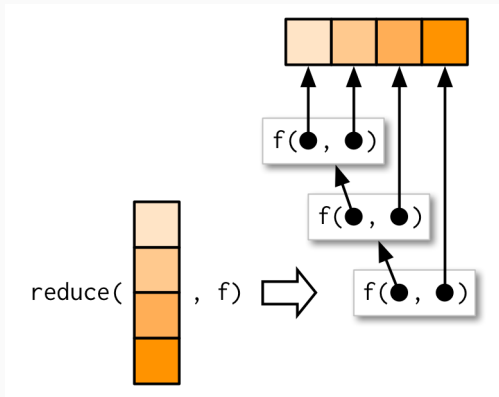 f( , )
f( , )
reduce( , f)
f( , )